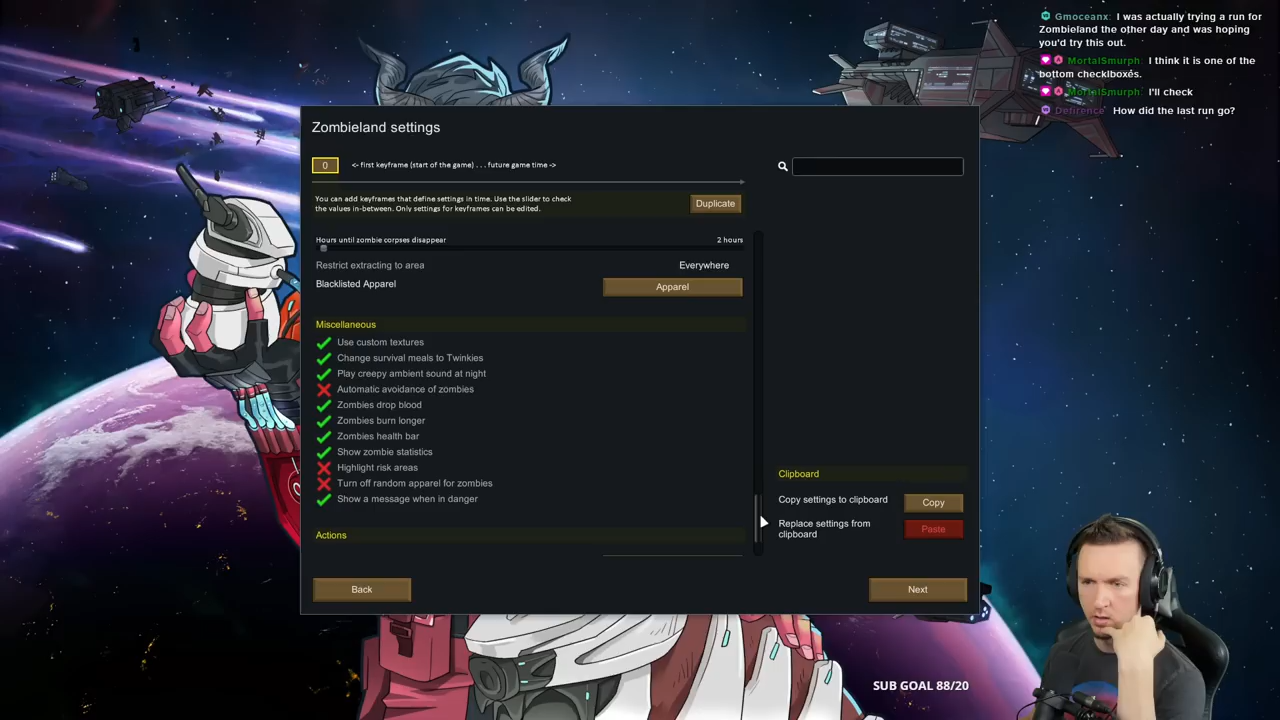 Gmoceanx: I was actually trying a run for
Zombieland the other day and was hoping
you'd try this out.
MortalSmurph: I think it is one of the
bottom checklboxes.
MortalSmurph: I'll check
Defirence: How did the last run go?
Zombieland settings
0
<- first keyframe (start of the game) . . . future game time ->
You can add keyframes that define settings in time. Use the slider to check
the values in-between. Only settings for keyframes can be edited.
Duplicate
Hours until zombie corpses disappear
2 hours
Restrict extracting to area
Everywhere
Blacklisted Apparel
Apparel
Miscellaneous
Use custom textures
Change survival meals to Twinkies
Play creepy ambient sound at night
Automatic avoidance of zombies
Zombies drop blood
Zombies burn longer
Zombies health bar
Show zombie statistics
Highlight risk areas
Turn off random apparel for zombies
Show a message when in danger
Actions
Clipboard
Copy settings to clipboard
Copy
Replace settings from
clipboard
Paste
Back
Next
SUB GOAL 88/20